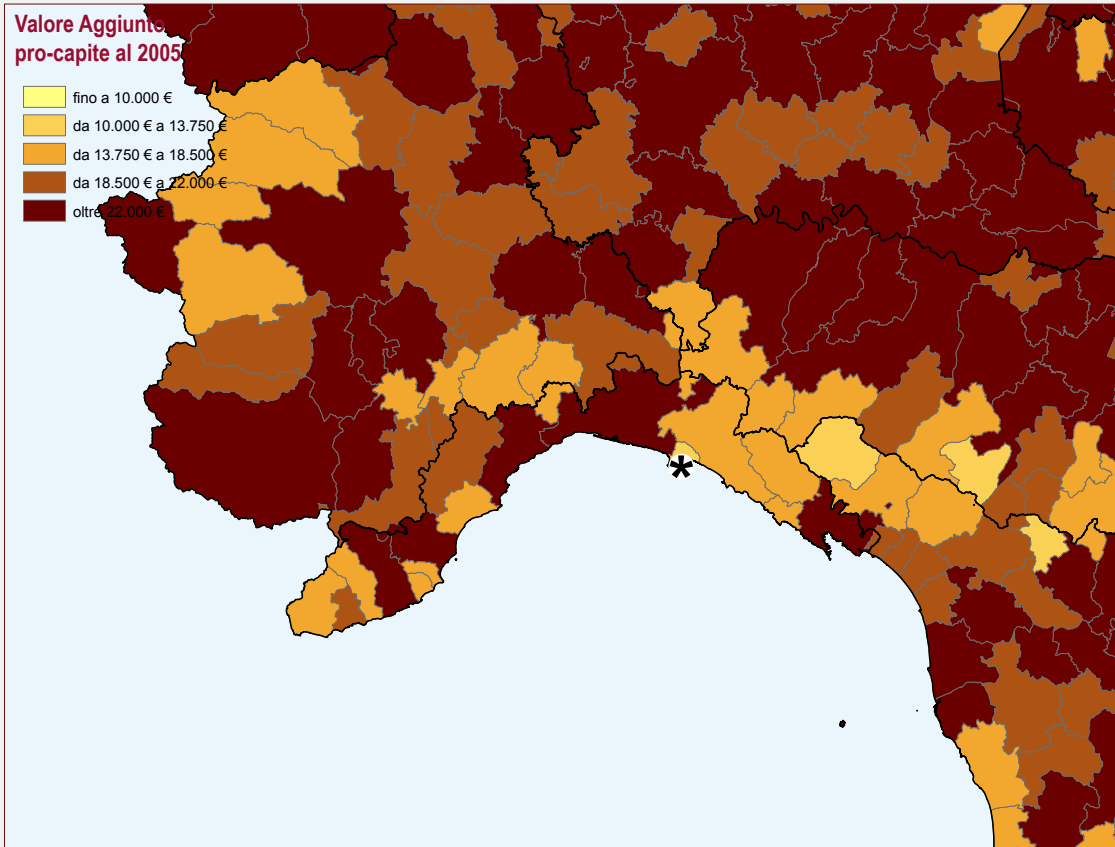 Valore Aggiunto
pro-capite al 2005
fino a 10.000 €
da 10.000 € a 13.750 €
da 13.750 € a 18.500 €
da 18.500 € a 22.000 €
oltre 22.000 €
*